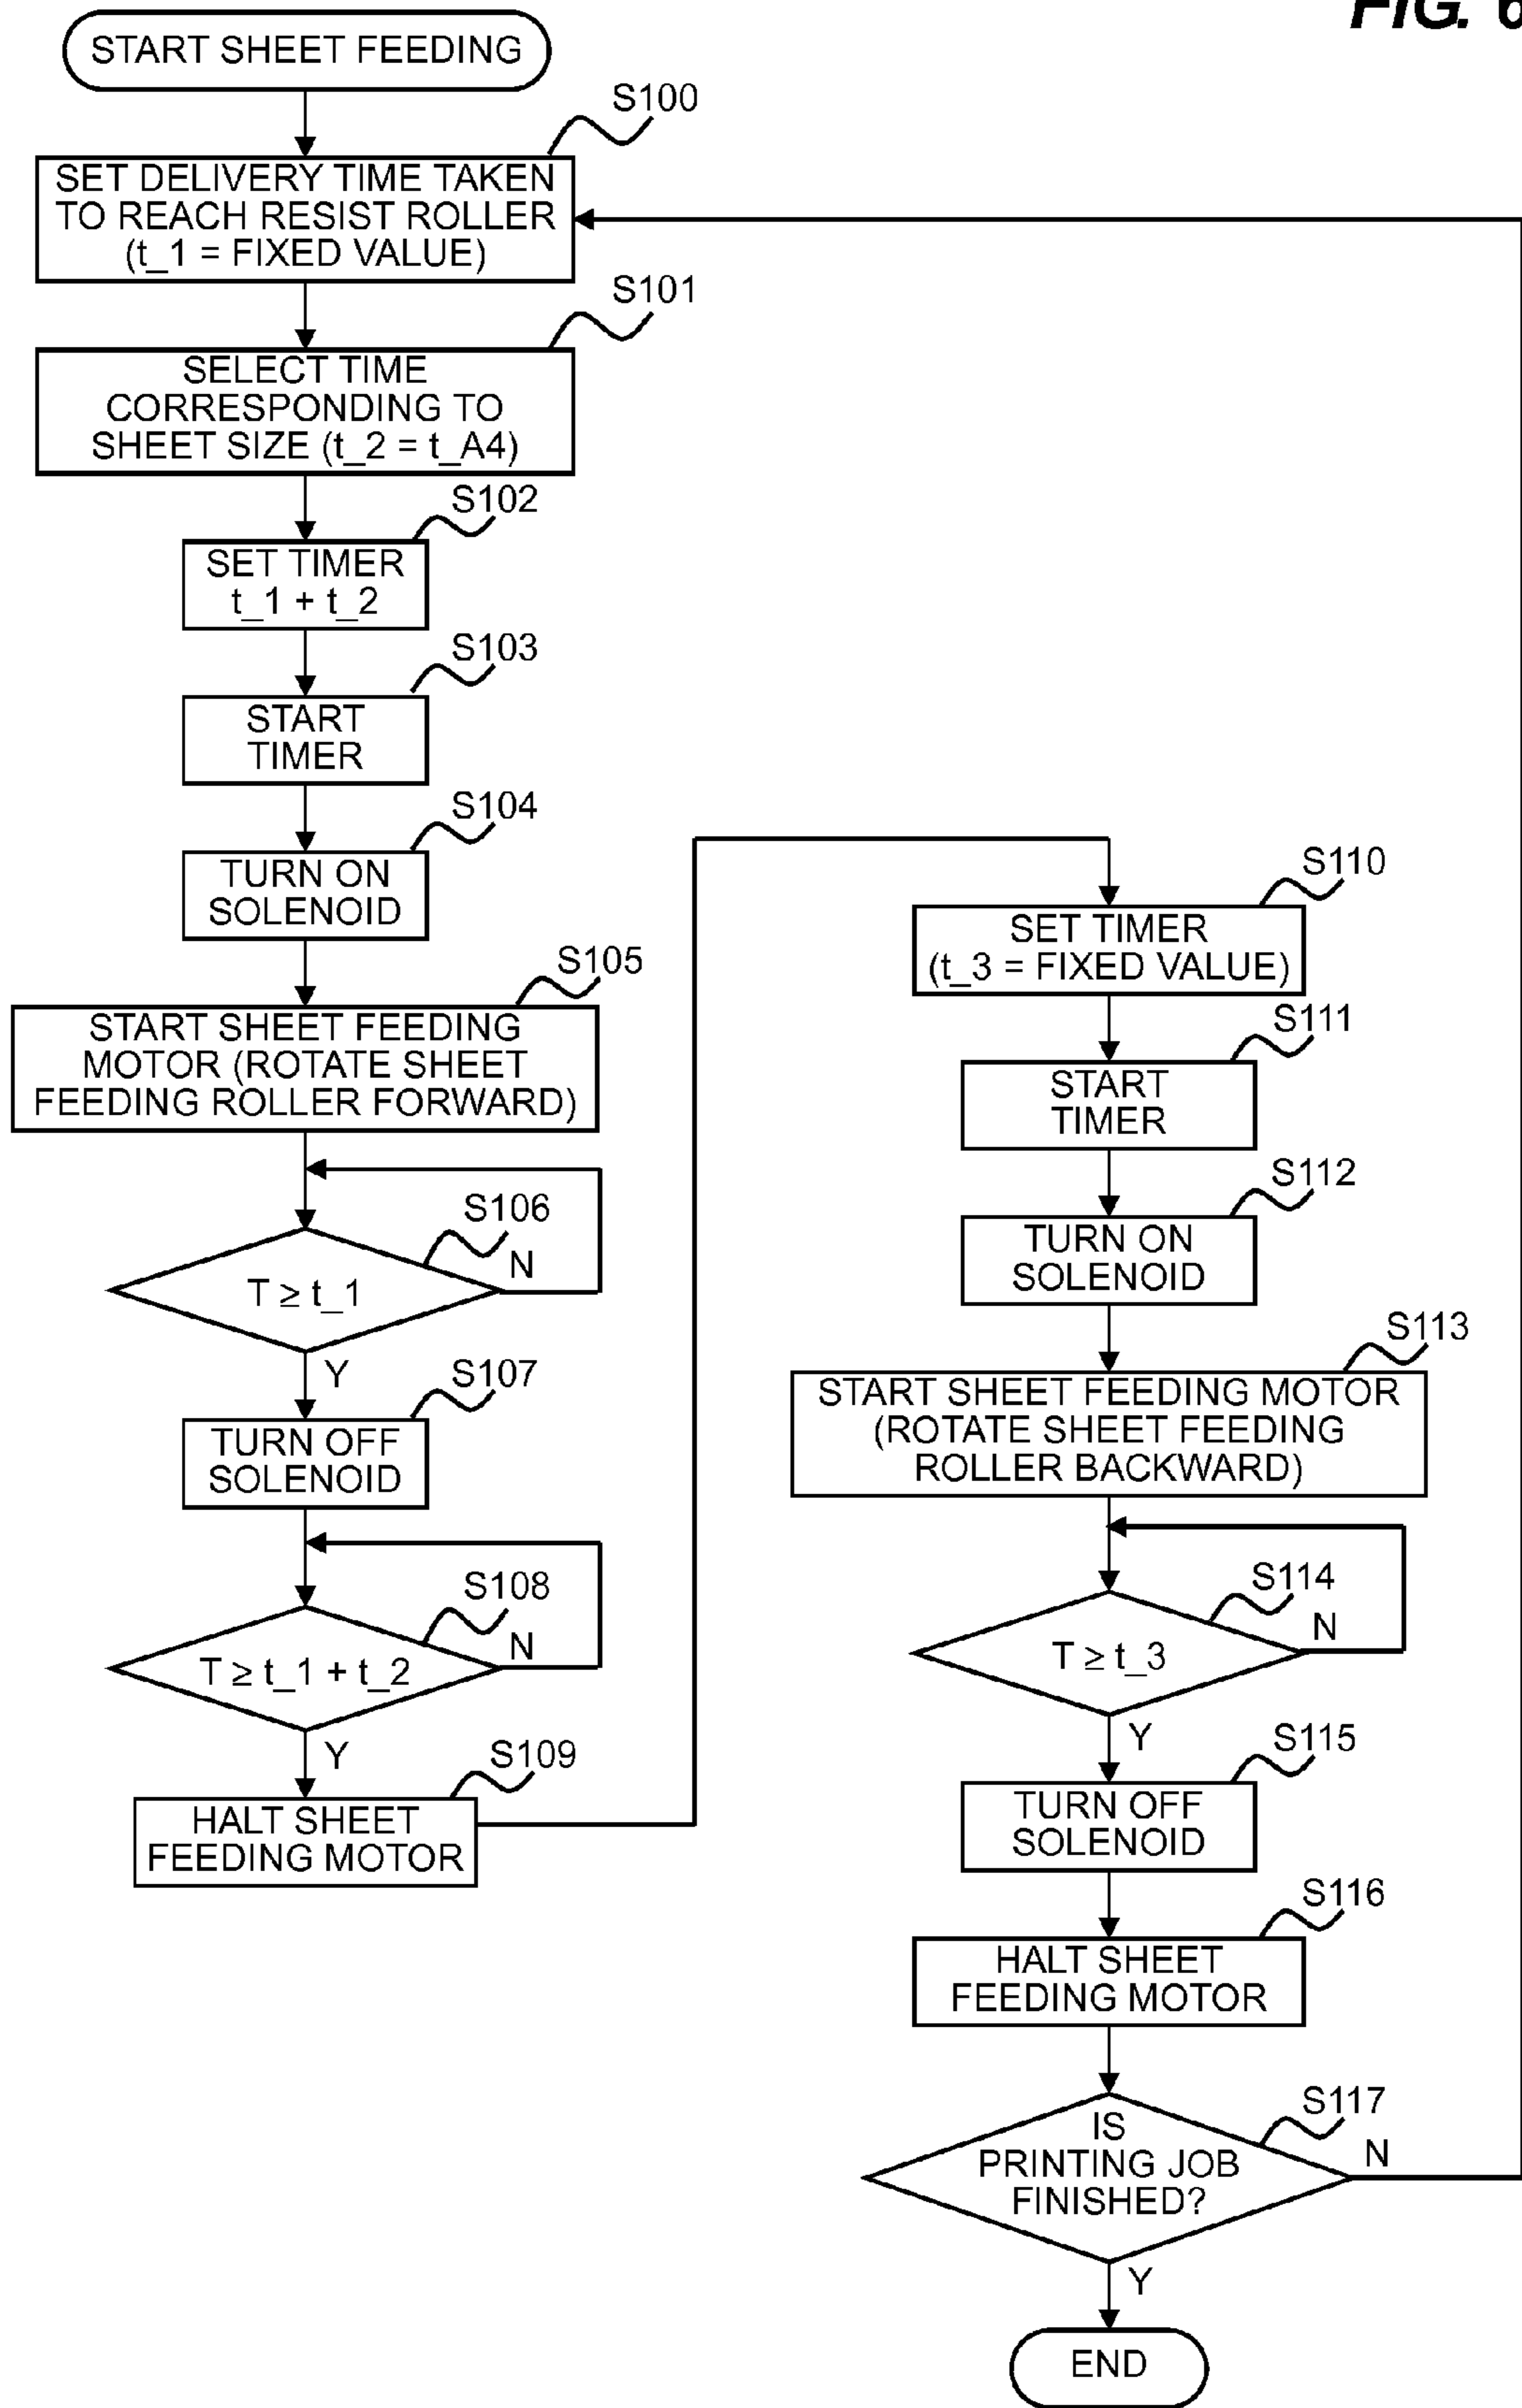 FIG. 6
START SHEET FEEDING
S100
SET DELIVERY TIME TAKEN
TO REACH RESIST ROLLER
(t_1 = FIXED VALUE)
S101
SELECT TIME
CORRESPONDING TO
SHEET SIZE (t_2 = t_A4)
S102
SET TIMER
t_1 + t_2
S103
START
TIMER
S104
TURN ON
SOLENOID
S105
START SHEET FEEDING
MOTOR (ROTATE SHEET
FEEDING ROLLER FORWARD)
S106
N
T ≥ t_1
Y
S107
TURN OFF
SOLENOID
S108
N
T ≥ t_1 + t_2
Y
S109
HALT SHEET
FEEDING MOTOR
S110
SET TIMER
(t_3 = FIXED VALUE)
S111
START
TIMER
S112
TURN ON
SOLENOID
S113
START SHEET FEEDING MOTOR
(ROTATE SHEET FEEDING
ROLLER BACKWARD)
S114
N
T ≥ t_3
Y
S115
TURN OFF
SOLENOID
S116
HALT SHEET
FEEDING MOTOR
S117
IS
PRINTING JOB
FINISHED?
N
Y
END